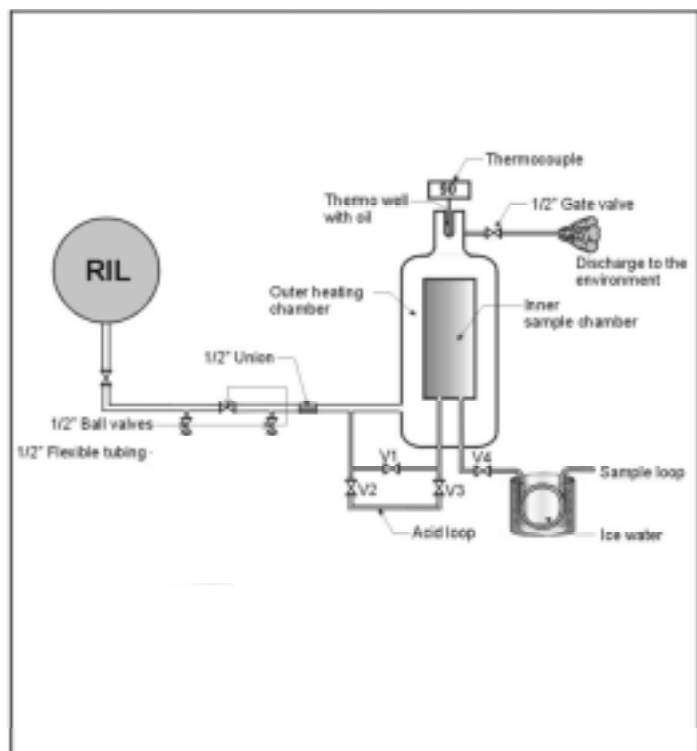 Thermocouple
90
Thermo well
with oil
1/2" Gate valve
RIL
Discharge to the
environment
Outer heating
chamber
Inner
sample chamber
1/2" Union
1/2" Ball valves
1/2" Flexible tubing
V1
V4
V2
V3
Sample loop
Acid loop
Ice water